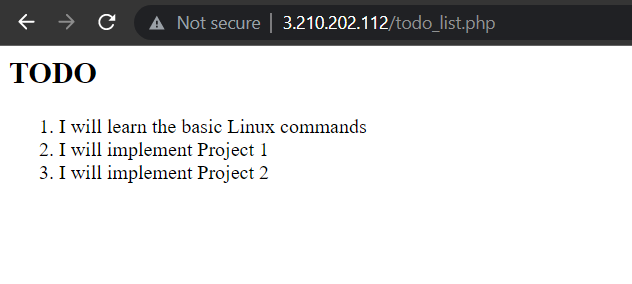 Not secure | 3.210.202.112/todo_list.php
TODO
1. I will learn the basic Linux commands
2. I will implement Project 1
3. I will implement Project 2